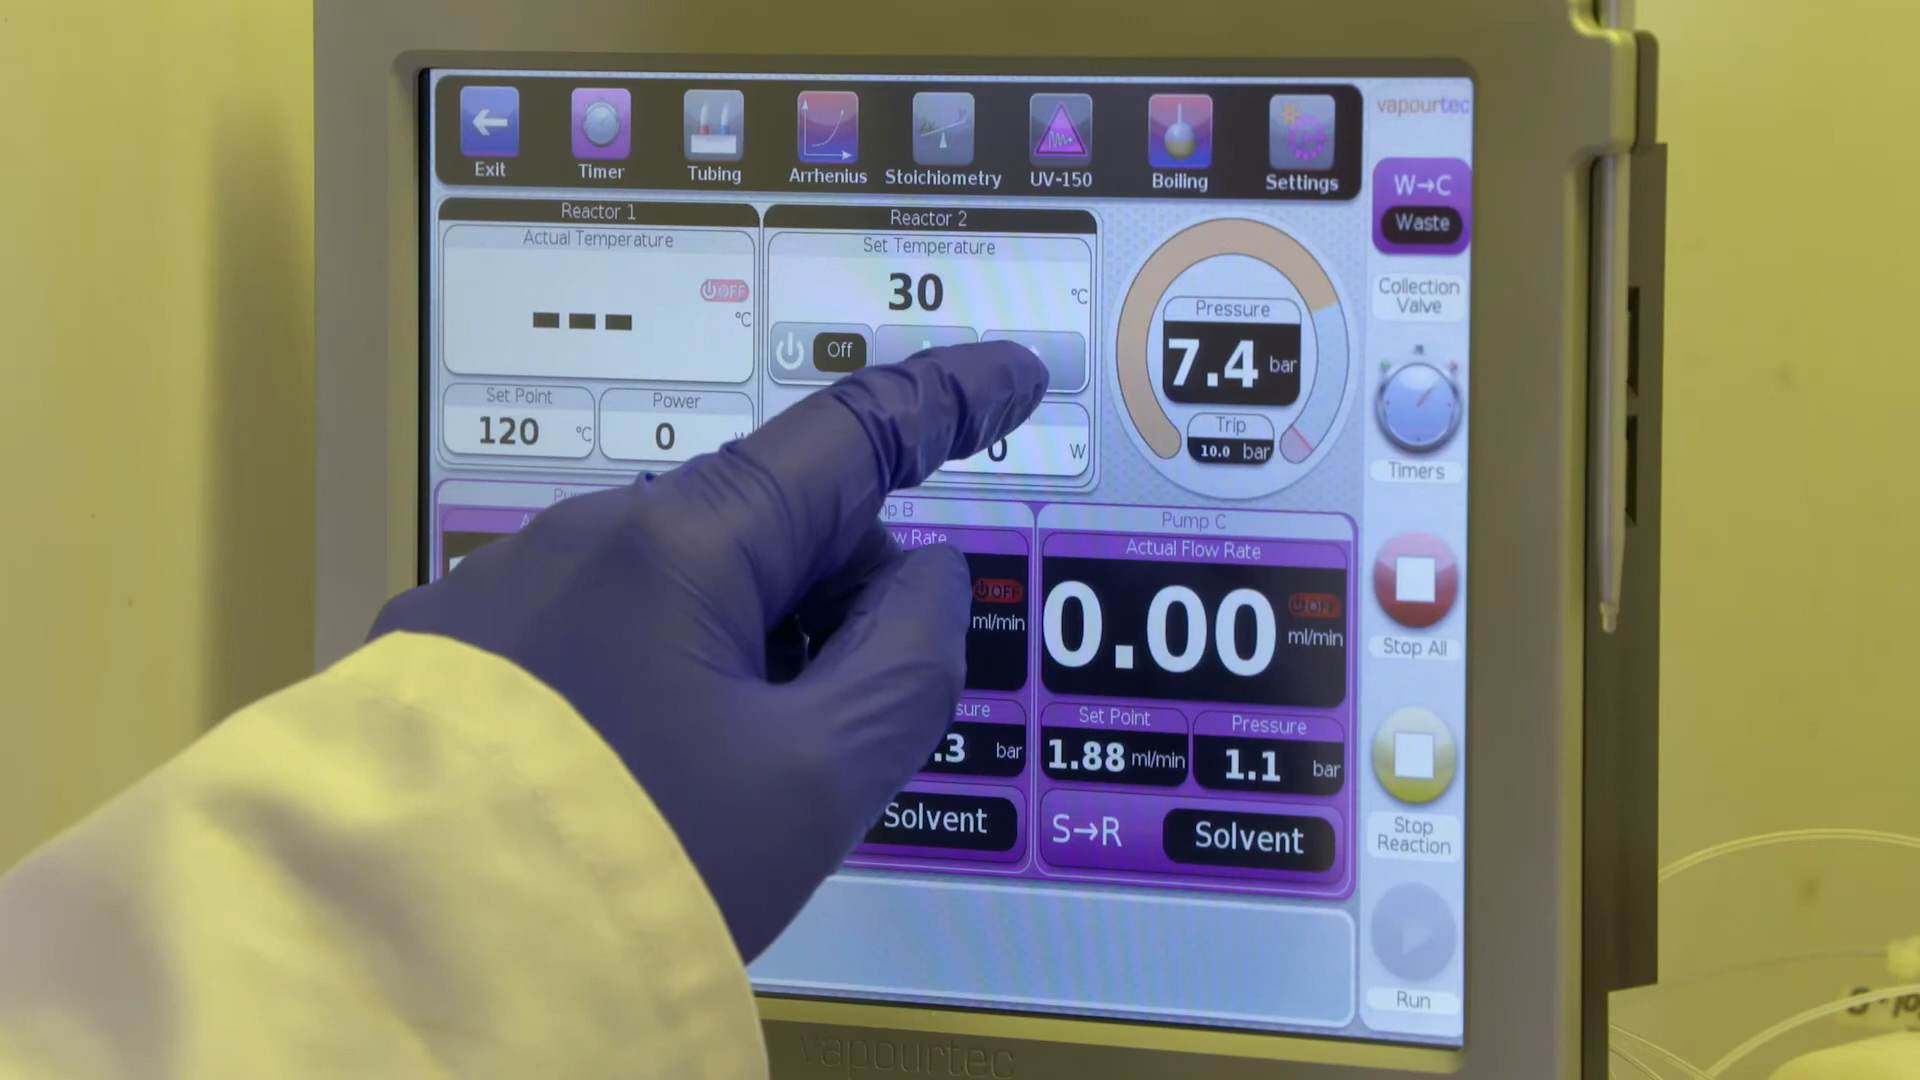 Exit
Timer
Tubing
Arrhenius
Stoichiometry
UV-150
Boiling
Settings
vapourtec
W→C
Waste
Collection
Valve
Timers
Stop All
Stop
Reaction
Run
Reactor 1
Actual Temperature
OFF
--- °C
Set Point
120 °C
Power
0
Reactor 2
Set Temperature
30 °C
Off
0 W
Pressure
7.4 bar
Trip
10.0 bar
OFF
ml/min
bar
Solvent
Pump C
Actual Flow Rate
0.00 ml/min
OFF
Set Point
1.88 ml/min
Pressure
1.1 bar
S→R
Solvent
vapourtec